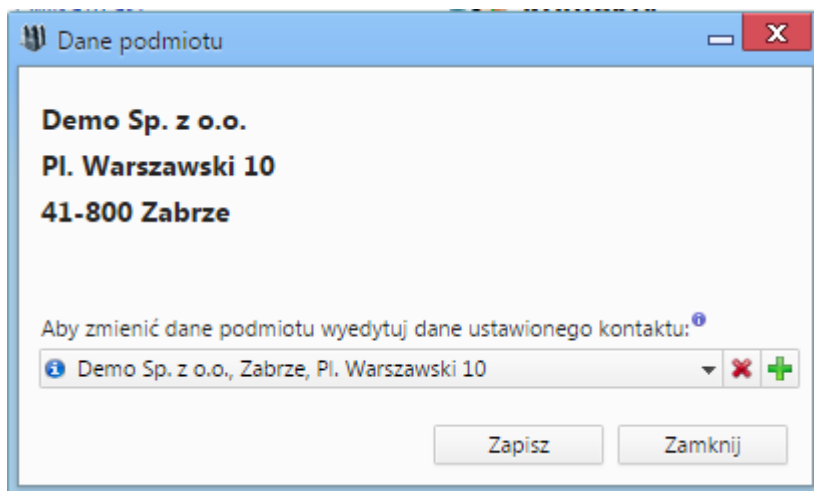 Dane podmiotu
Demo Sp. z o.o.
Pl. Warszawski 10
41-800 Zabrze
Aby zmienić dane podmiotu wyedytuj dane ustawionego kontaktu:
Demo Sp. z o.o., Zabrze, Pl. Warszawski 10
Zapisz
Zamknij